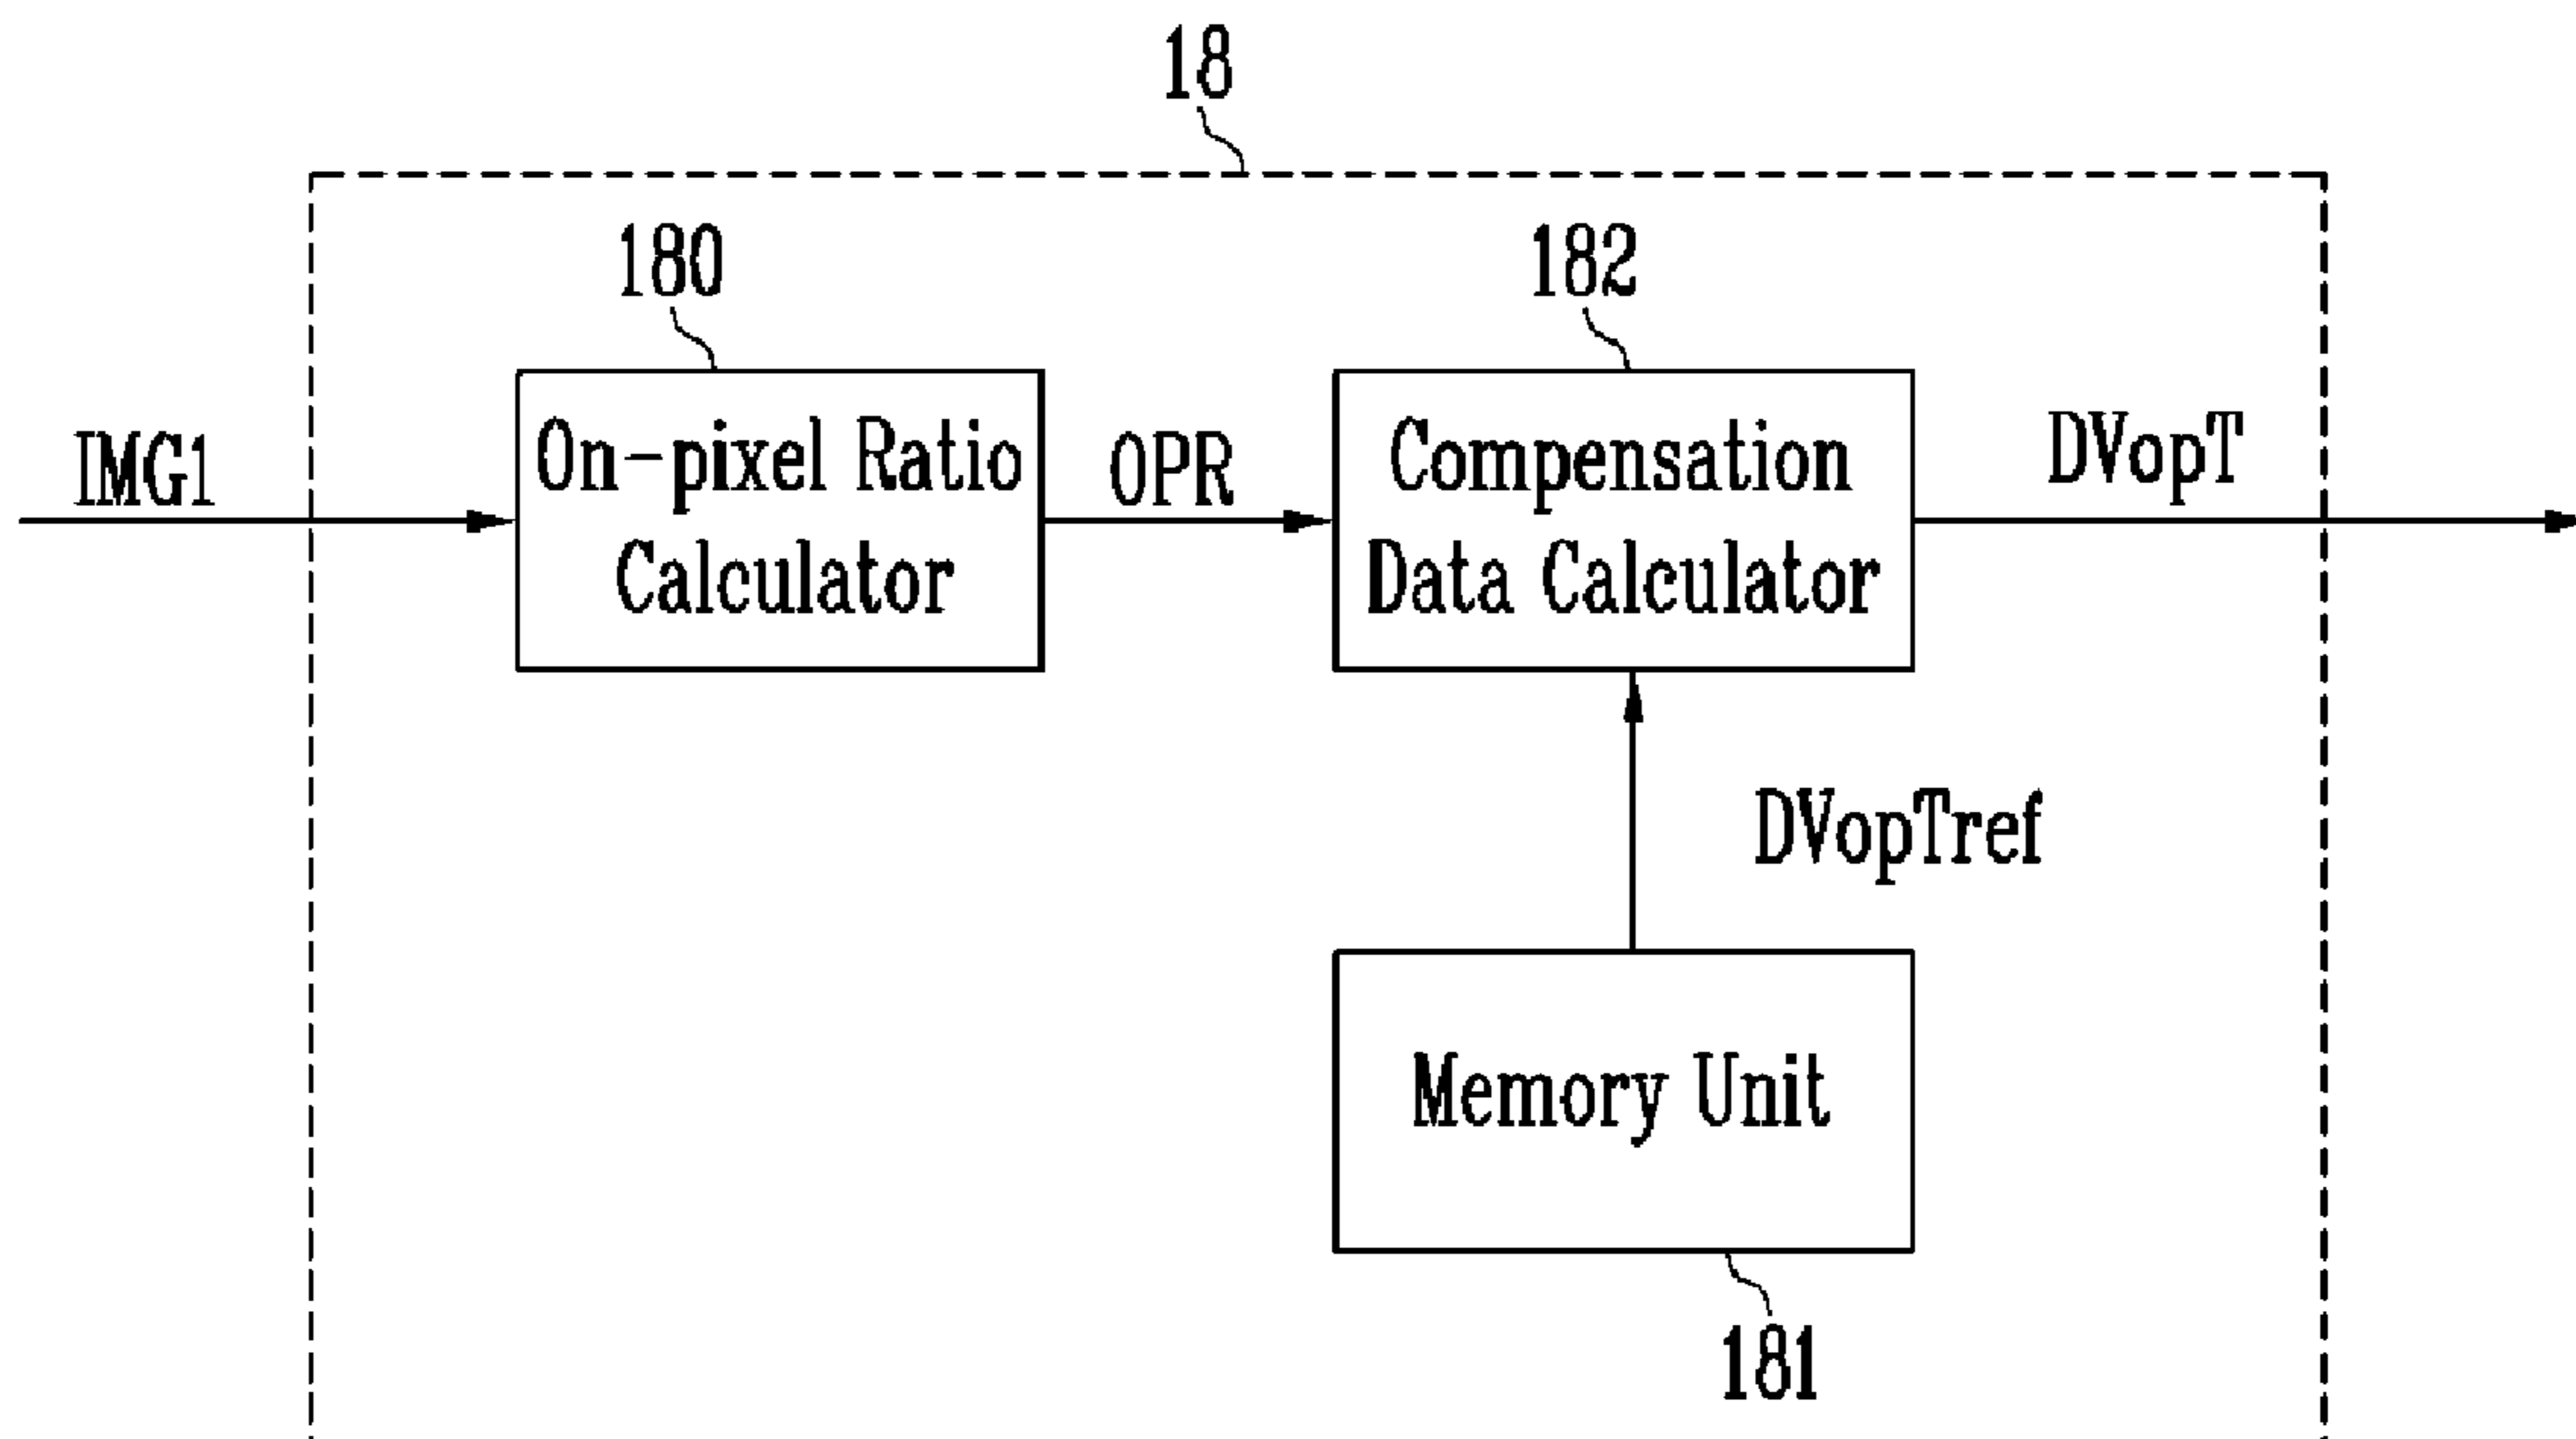 18
180
182
IMG1
On-pixel Ratio
Calculator
OPR
Compensation
Data Calculator
DVopT
DVopTref
Memory Unit
181